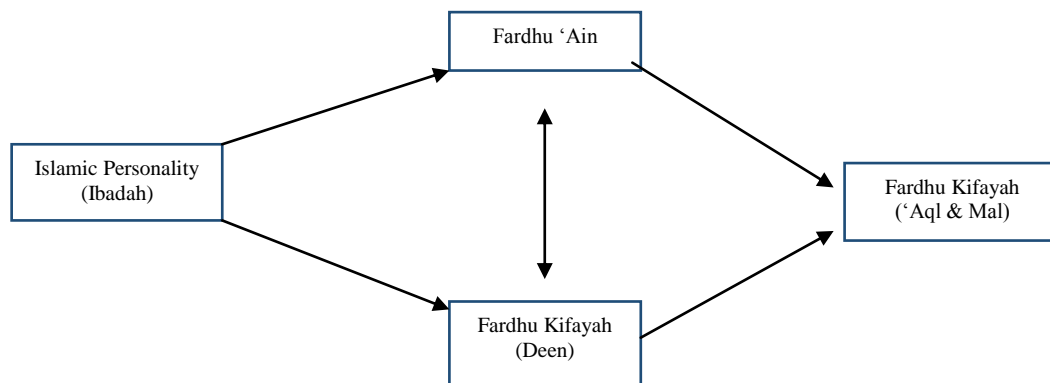 Fardhu ‘Ain
Islamic Personality
(Ibadah)
Fardhu Kifayah
(‘Aql & Mal)
Fardhu Kifayah
(Deen)